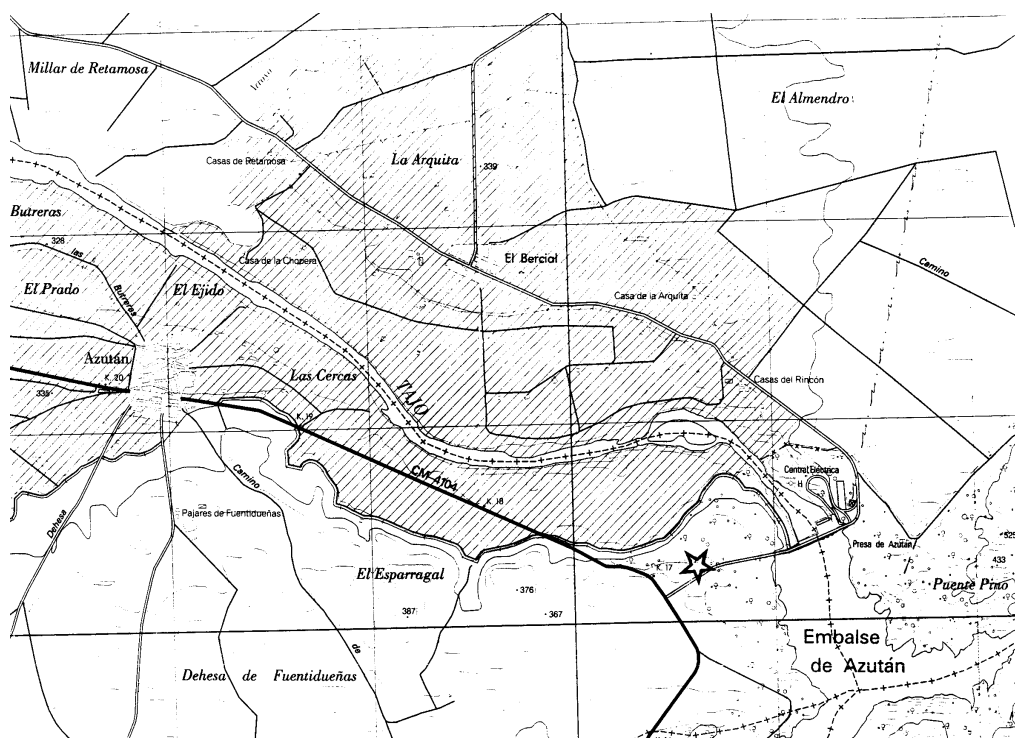 Millar de Retamosa
Arroyo
El Almendro
Casas de Retamosa
La Arquita
339
Butreras
328
las
Butreras
Casa de la Chopera
El Bercial
Camino
El Prado
El Ejido
Casa de la Arquita
Azután
K. 20
335
Las Cercas
TAJO
Casas del Rincón
K. 19
CM-4104
K. 18
Camino
Central Eléctrica
H
Dehesa
Pajares de Fuentidueñas
Presa de Azután
525
433
K. 17
El Esparragal
376
387
367
Puente Pino
de
Embalse
de Azután
Dehesa de Fuentidueñas